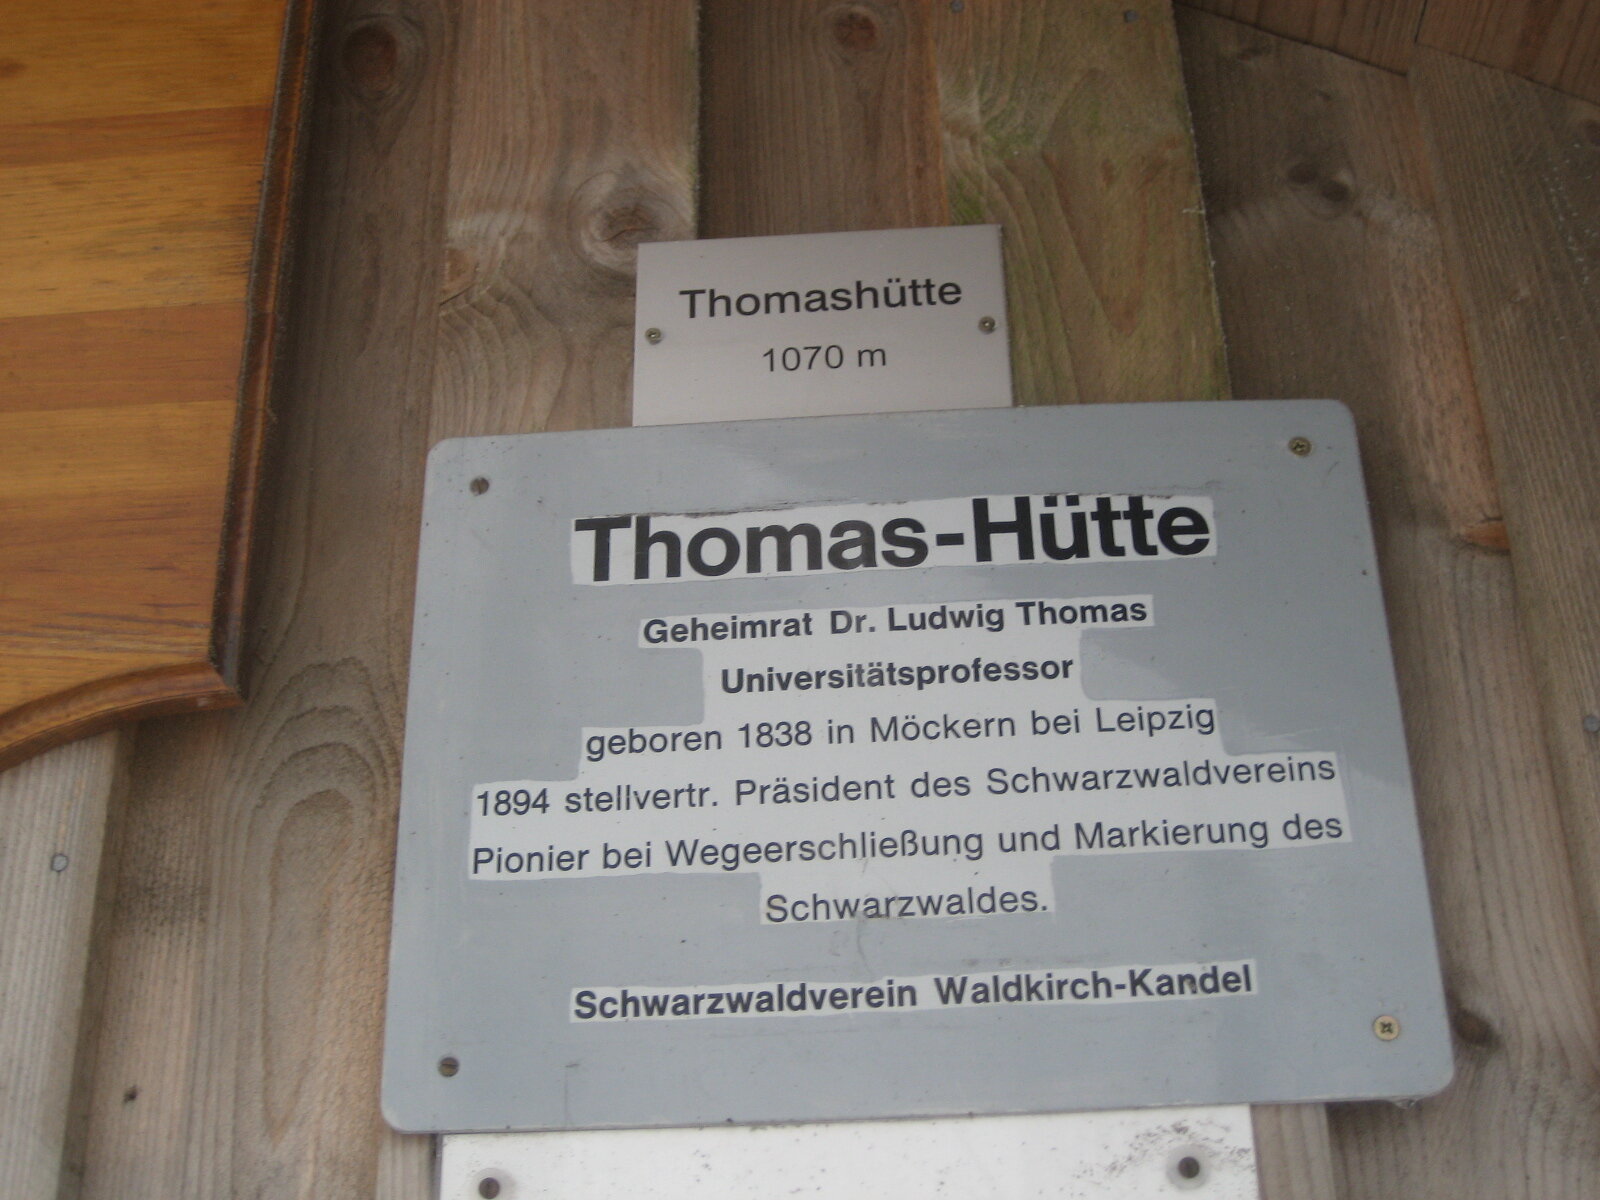 Thomashütte
1070 m
Thomas-Hütte
Geheimrat Dr. Ludwig Thomas
Universitätsprofessor
geboren 1838 in Möckern bei Leipzig
1894 stellvertr. Präsident des Schwarzwaldvereins
Pionier bei Wegeerschließung und Markierung des
Schwarzwaldes.
Schwarzwaldverein Waldkirch-Kandel